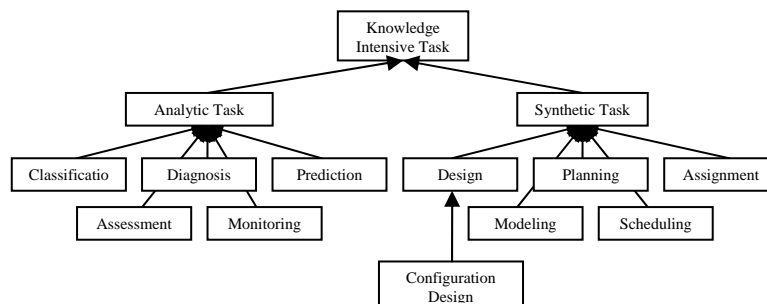 Knowledge
Intensive Task
Analytic Task
Synthetic Task
Classificatio
Diagnosis
Prediction
Design
Planning
Assignment
Assessment
Monitoring
Modeling
Scheduling
Configuration
Design